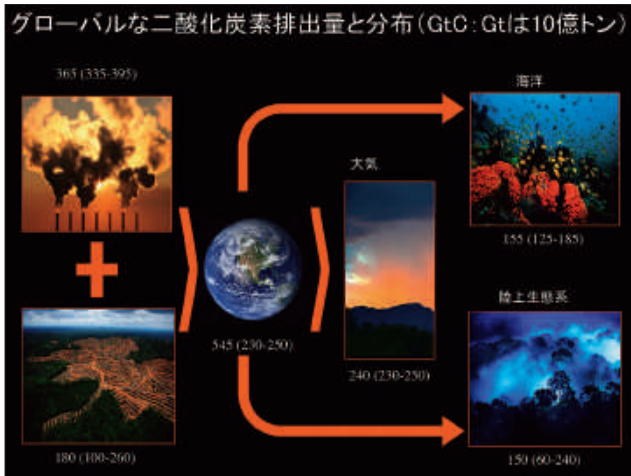 グローバルな二酸化炭素排出量と分布(GtC:Gtは10億トン)
365 (335-395)
海洋
大気
155 (125-185)
陸上生態系
545 (230-250)
240 (230-250)
180 (100-260)
150 (60-240)